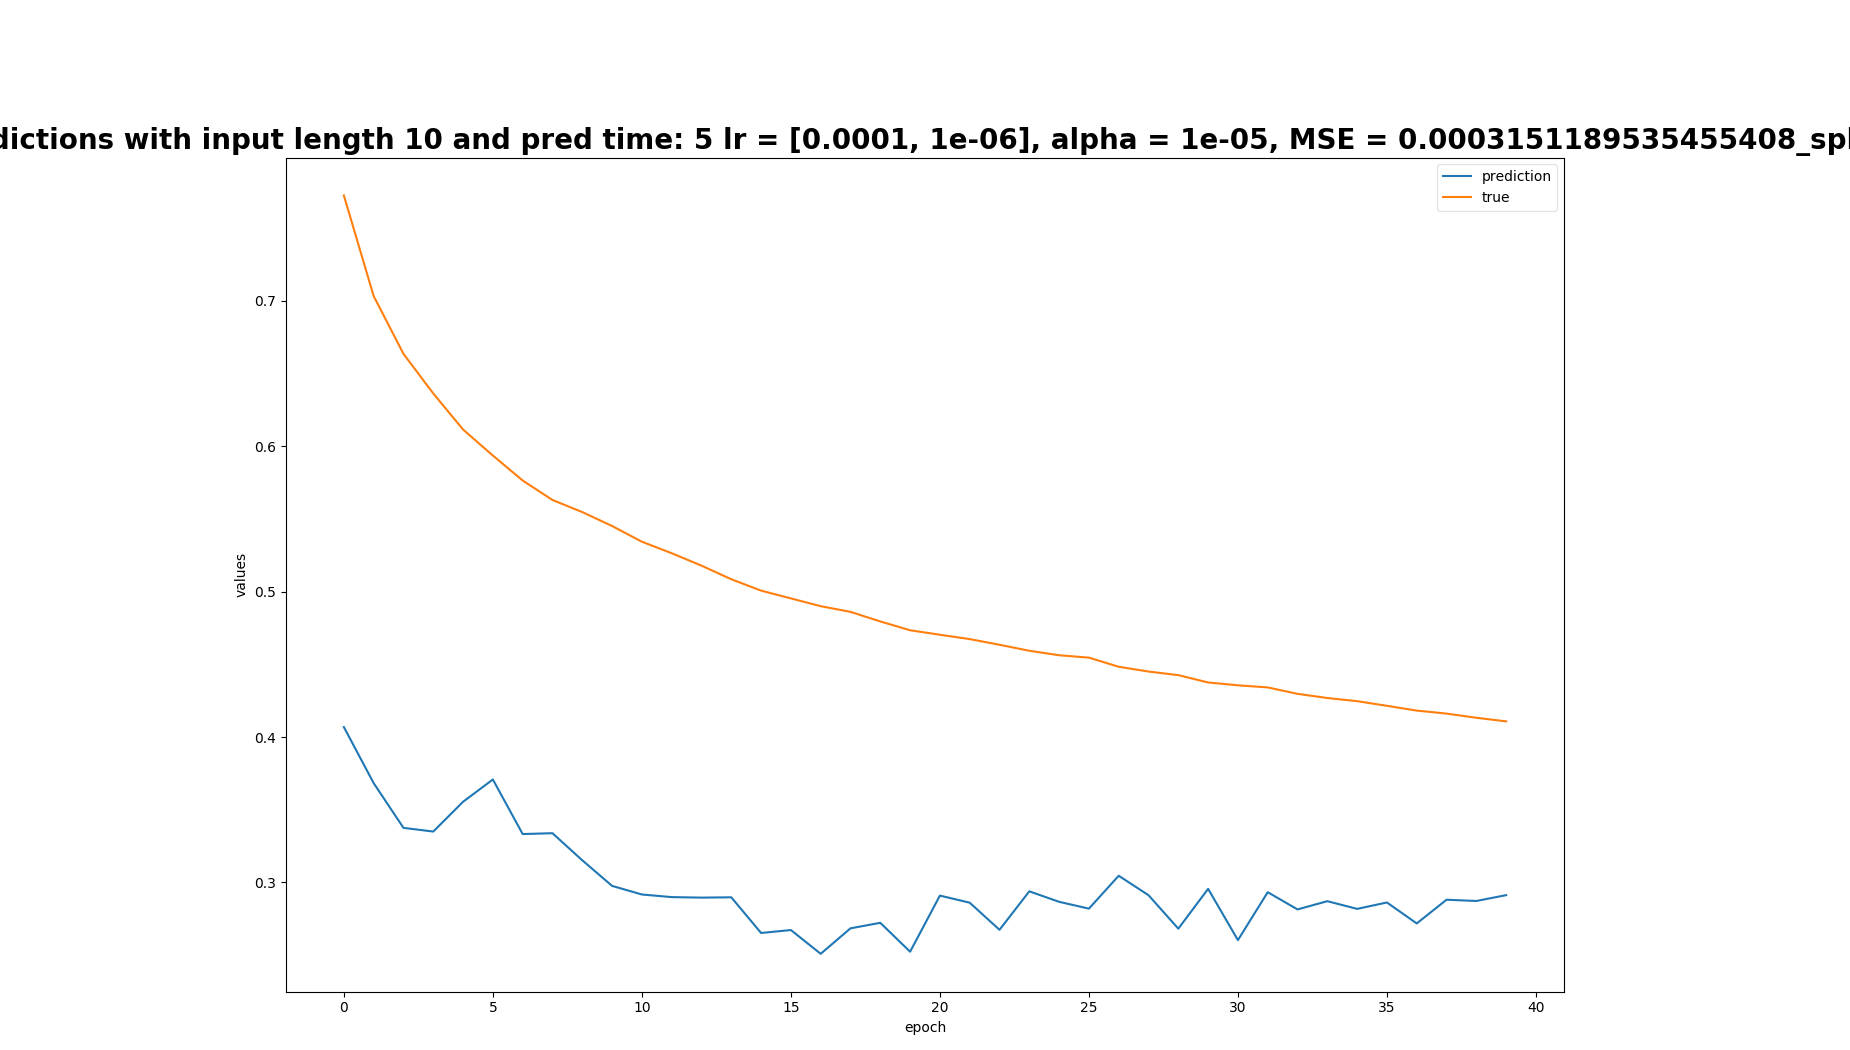 dictions with input length 10 and pred time: 5 lr = [0.0001, 1e-06], alpha = 1e-05, MSE = 0.0003151189535455408_spl
prediction
true
0.7
0.6
0.5
0.4
0.3
values
0 5 10 15 20 25 30 35 40
epoch